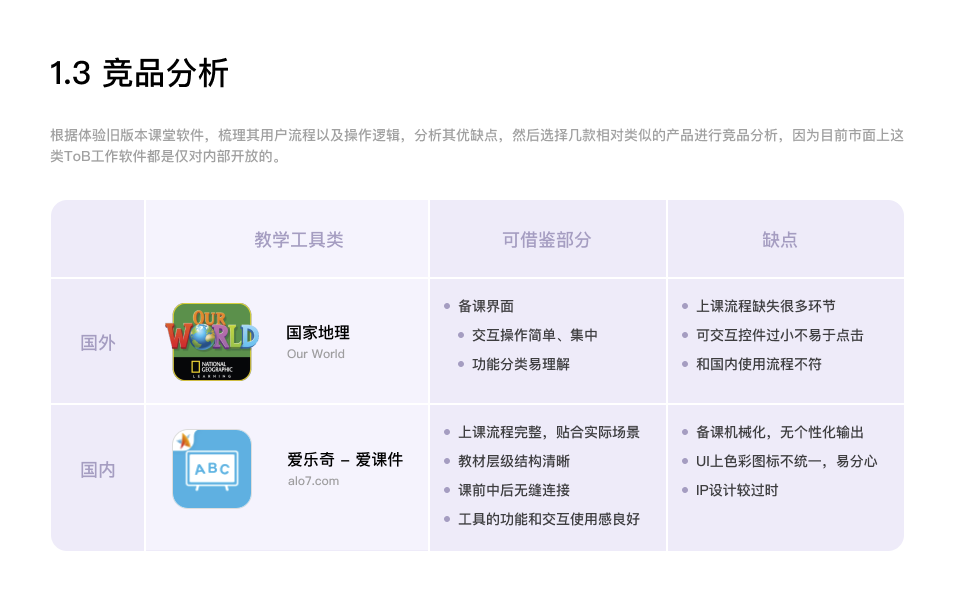 1.3 竞品分析
根据体验旧版本课堂软件，梳理其用户流程以及操作逻辑，分析其优缺点，然后选择几款相对类似的产品进行竞品分析，因为目前市面上这
类ToB工作软件都是仅对内部开放的。
教学工具类
可借鉴部分
缺点
国外
OUR
WORLD
NATIONAL
GEOGRAPHIC
LEARNING
国家地理
Our World
备课界面
交互操作简单、集中
功能分类易理解
上课流程缺失很多环节
可交互控件过小不易于点击
和国内使用流程不符
国内
ABC
爱乐奇 – 爱课件
alo7.com
上课流程完整，贴合实际场景
教材层级结构清晰
课前中后无缝连接
工具的功能和交互使用感良好
备课机械化，无个性化输出
UI上色彩图标不统一，易分心
IP设计较过时